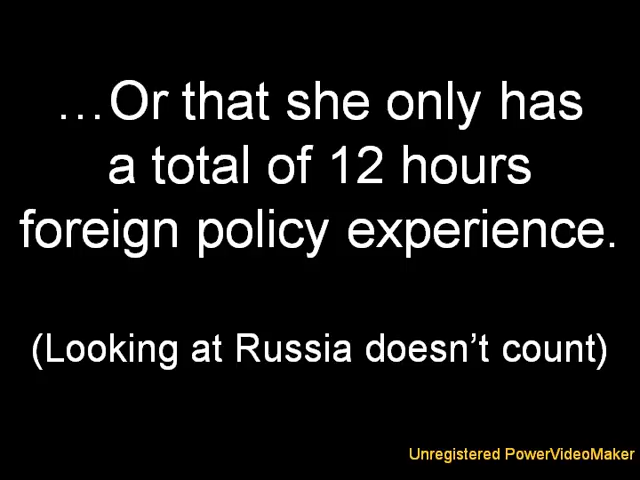 …Or that she only has
a total of 12 hours
foreign policy experience.
(Looking at Russia doesn’t count)
Unregistered PowerVideoMaker